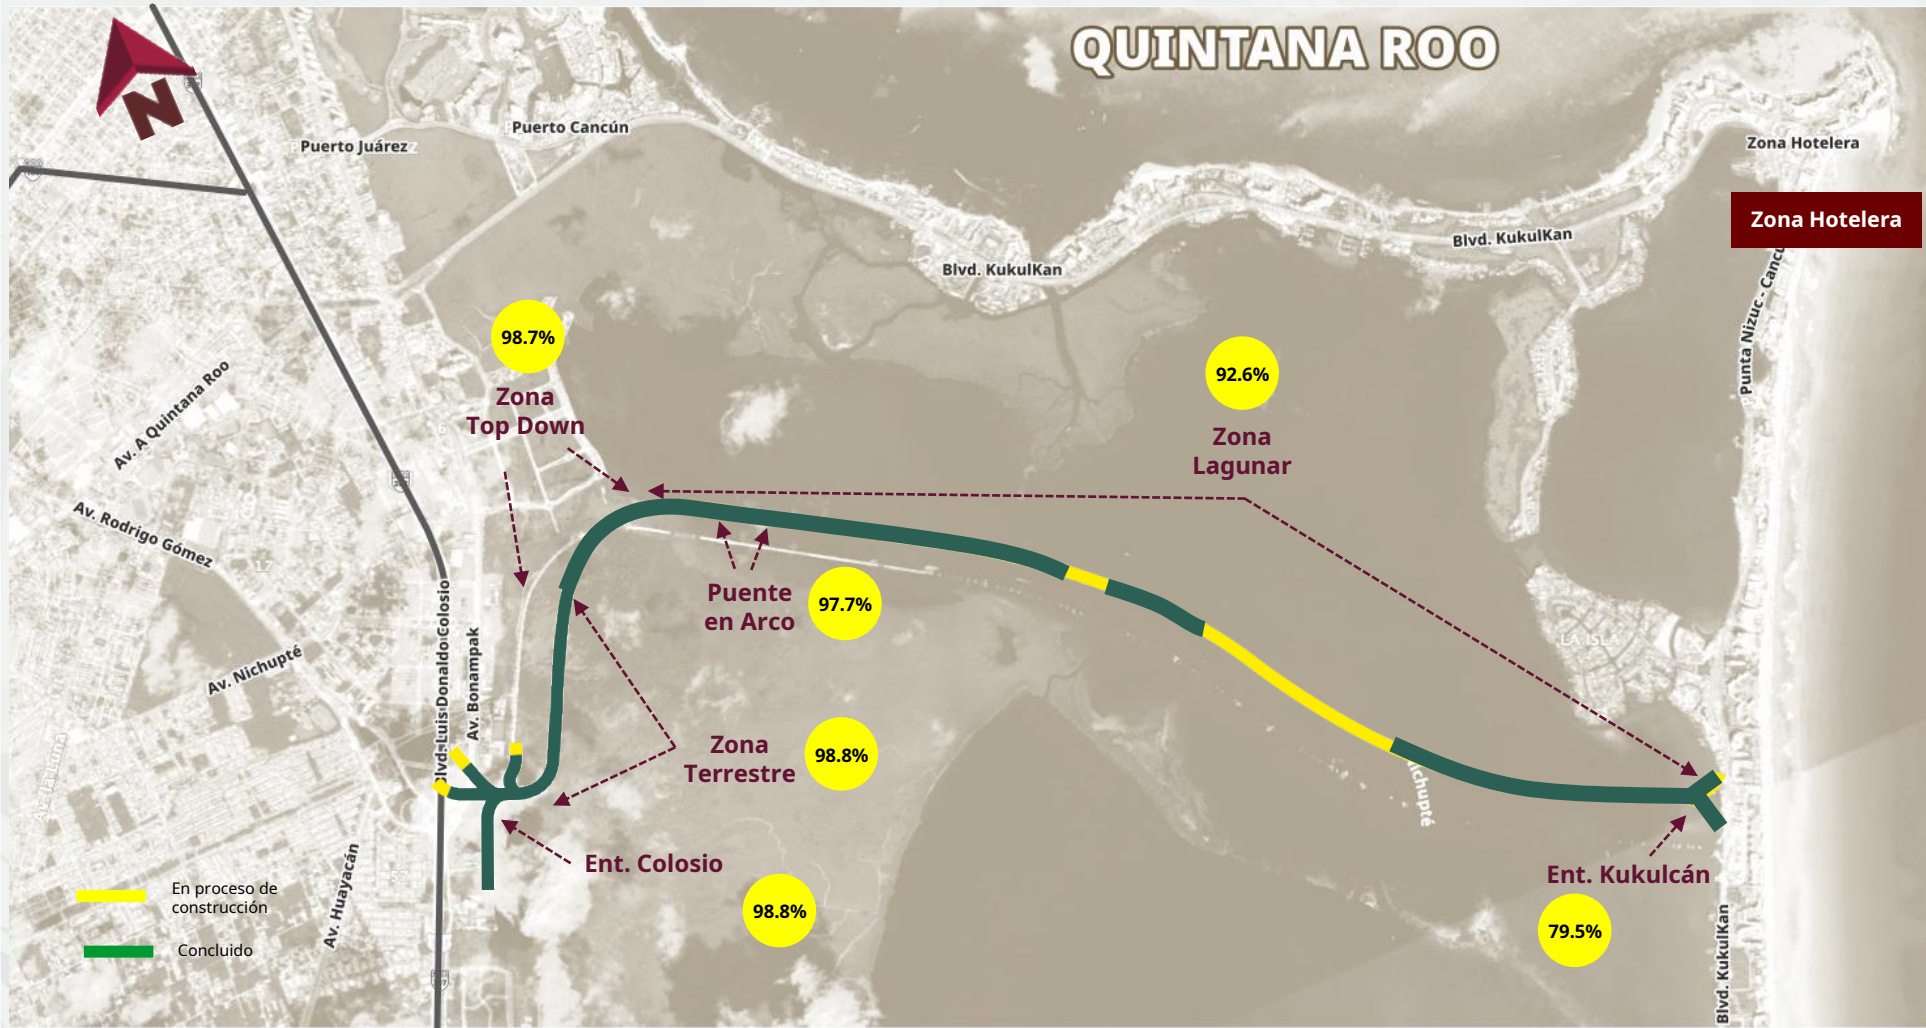 QUINTANA ROO
N
Puerto Cancún
Puerto Juárez
Zona Hotelera
Zona Hotelera
Blvd. KukulKan
Blvd. KukulKan
Punta Nizuc - Cancú
98.7%
Zona
Top Down
92.6%
Zona
Lagunar
Av. A Quintana Roo
Av. Rodrigo Gómez
Puente
en Arco
97.7%
Blvd. Luis Donaldo Colosio
Av. Bonampak
Av. Nichupté
LA ISLA
Zona
Terrestre
98.8%
ichupté
Ent. Colosio
98.8%
Ent. Kukulcán
79.5%
Av. Huayacán
Blvd. KukulKan
En proceso de
construcción
Concluido